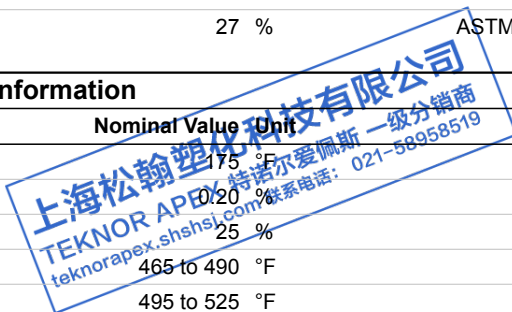 27 % ASTM
nformation
Nominal Value Unit
175 °F
0.20 %
25 %
465 to 490 °F
495 to 525 °F
上海松翰塑化科技有限公司
TEKNOR APEX 特诺尔爱佩斯 一级分销商
teknorapex.shshsj.com 联系电话: 021-58958519